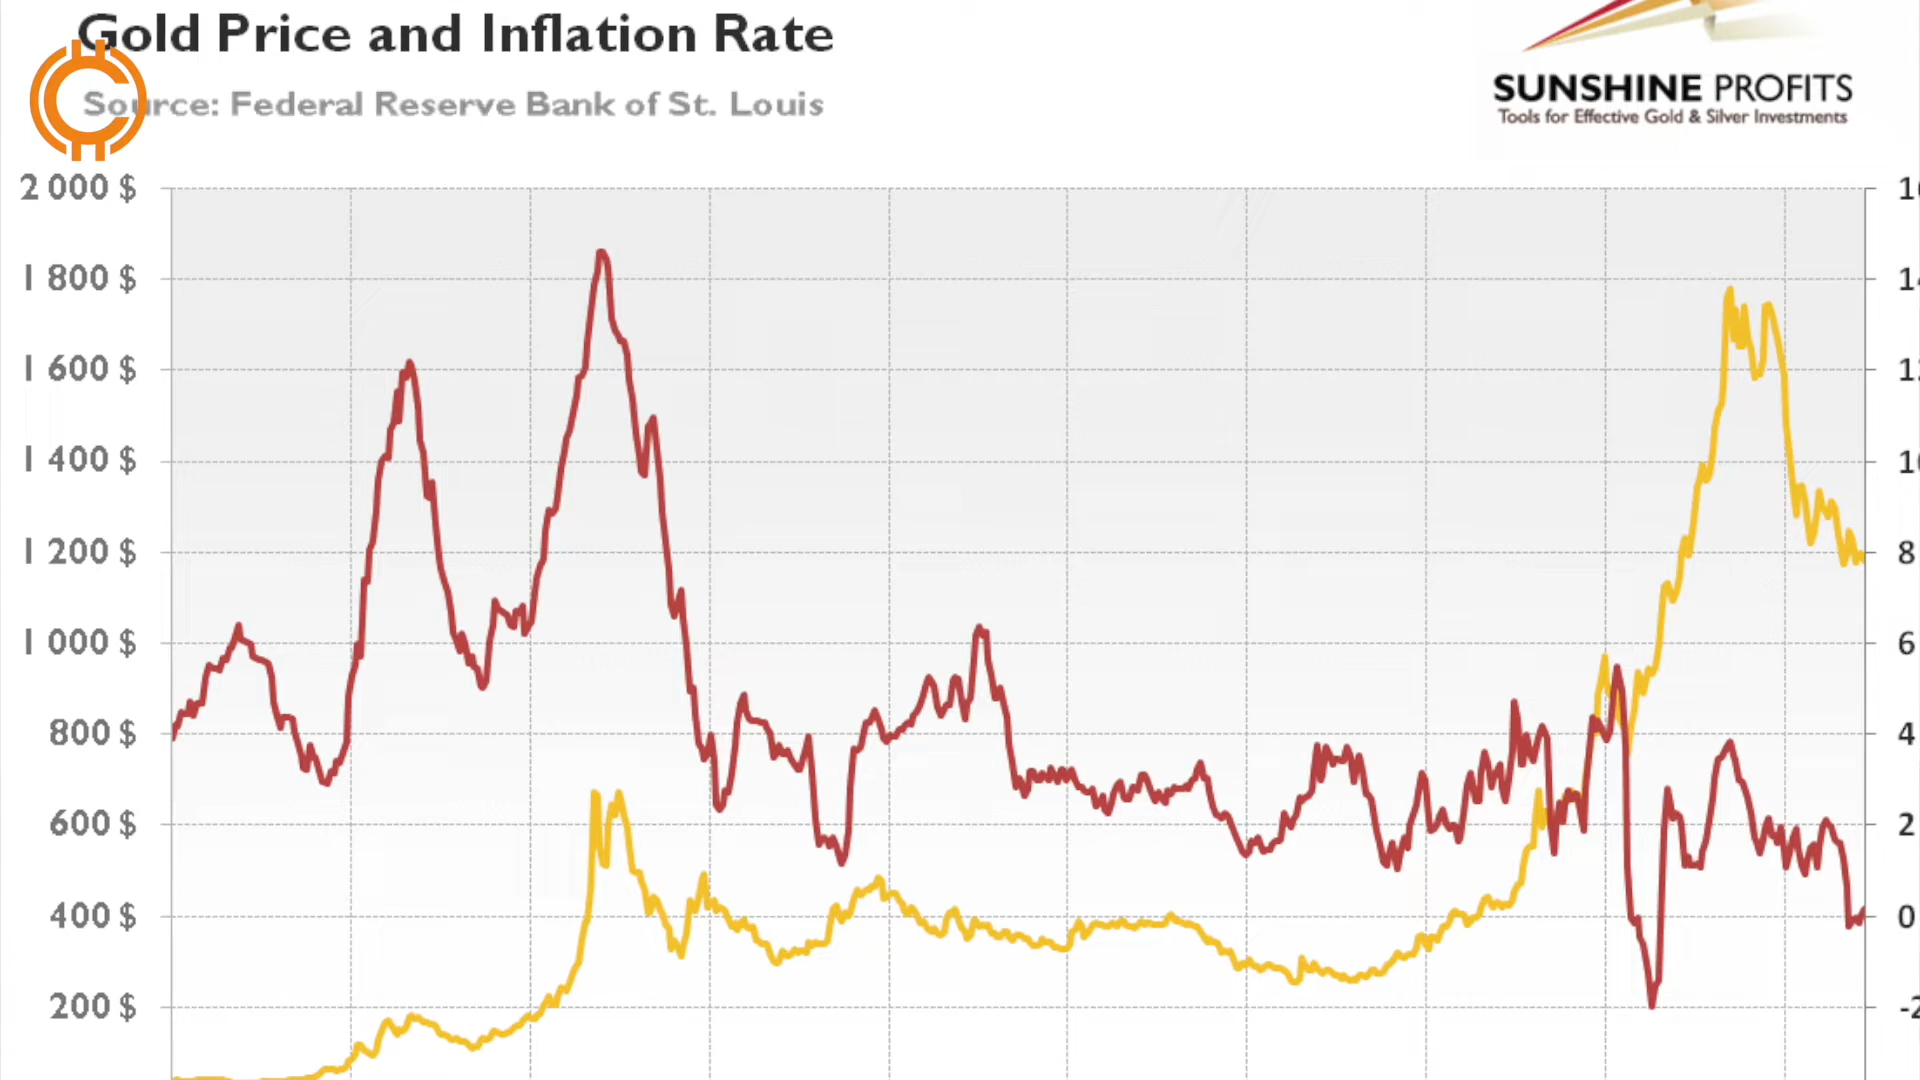 Gold Price and Inflation Rate
Source: Federal Reserve Bank of St. Louis
SUNSHINE PROFITS
Tools for Effective Gold & Silver Investments
2 000 $
1 800 $
1 600 $
1 400 $
1 200 $
1 000 $
800 $
600 $
400 $
200 $
8
6
4
2
0